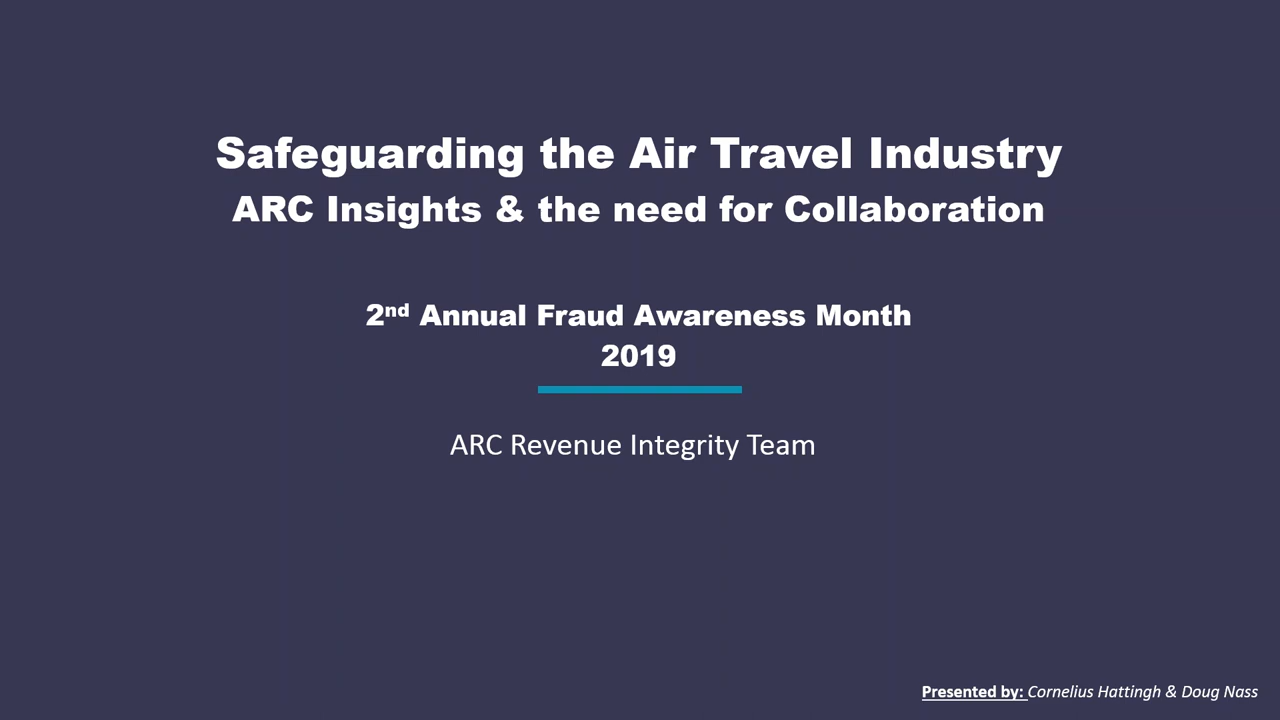 Safeguarding the Air Travel Industry
ARC Insights & the need for Collaboration
2nd Annual Fraud Awareness Month
2019
ARC Revenue Integrity Team
Presented by: Cornelius Hattingh & Doug Nass